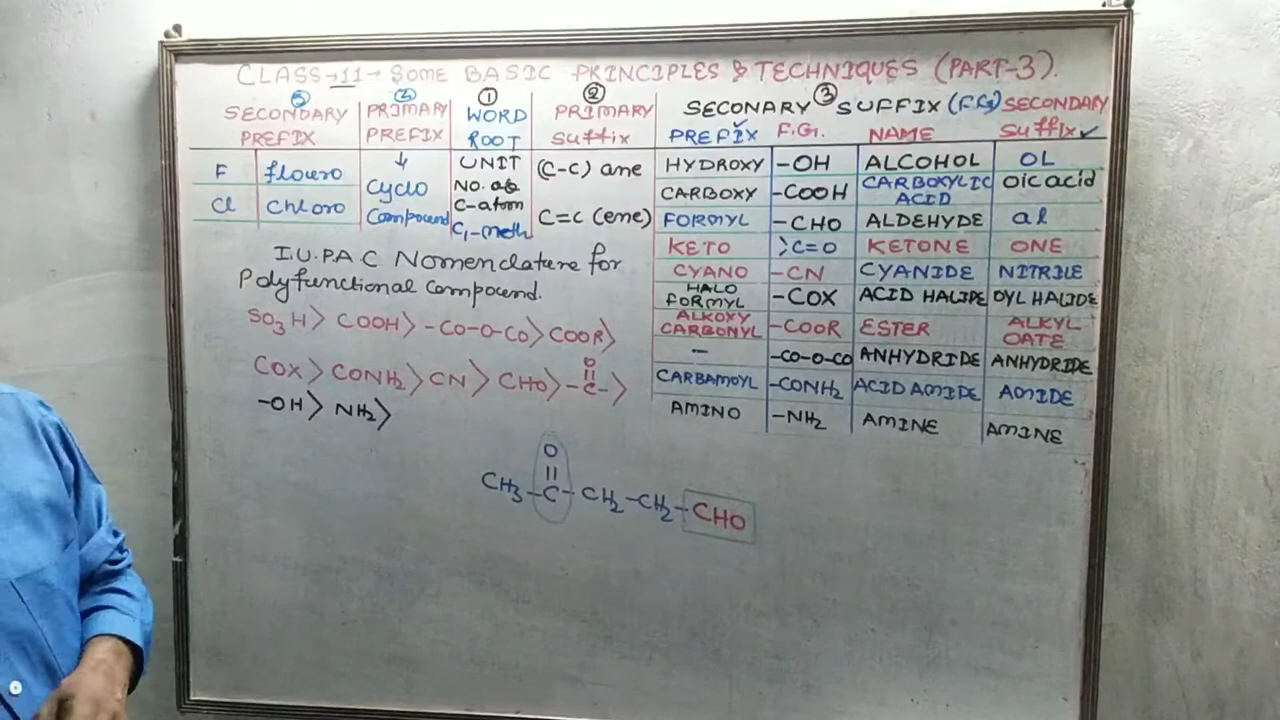 CLASS→11→SOME BASIC PRINCIPLES & TECHNIQUES (PART-3).
⑤ SECONDARY PREFIX
② PRIMARY PREFIX
① WORD ROOT
② PRIMARY Suffix
SECONARY ③ SUFFIX (F.G)
PREFIX ✓ F.G. NAME SECONDARY Suffix ✓
F flouro
Cl Chloro
↓
Cyclo
Compound
UNIT
NO. of
C-atom
C1-meth
(C-C) ane
C=C (ene)
HYDROXY -OH ALCOHOL OL
CARBOXY -COOH CARBOXYLIC ACID OIC acid
FORMYL -CHO ALDEHYDE al
KETO >C=O KETONE ONE
CYANO -CN CYANIDE NITRILE
HALO FORMYL -COX ACID HALIDE OYL HALIDE
ALKOXY CARBONYL -COOR ESTER ALKYL OATE
- -CO-O-CO ANHYDRIDE ANHYDRIDE
CARBAMOYL -CONH2 ACID AMIDE AMIDE
AMINO -NH2 AMINE AMINE
I.U.P.A.C Nomenclature for
Polyfunctional Compound.
SO3H> COOH> -CO-O-CO> COOR>
COX> CONH2> CN> CHO> -C- >
O
||
-OH> NH2>
O
||
CH3-C-CH2-CH2-CHO